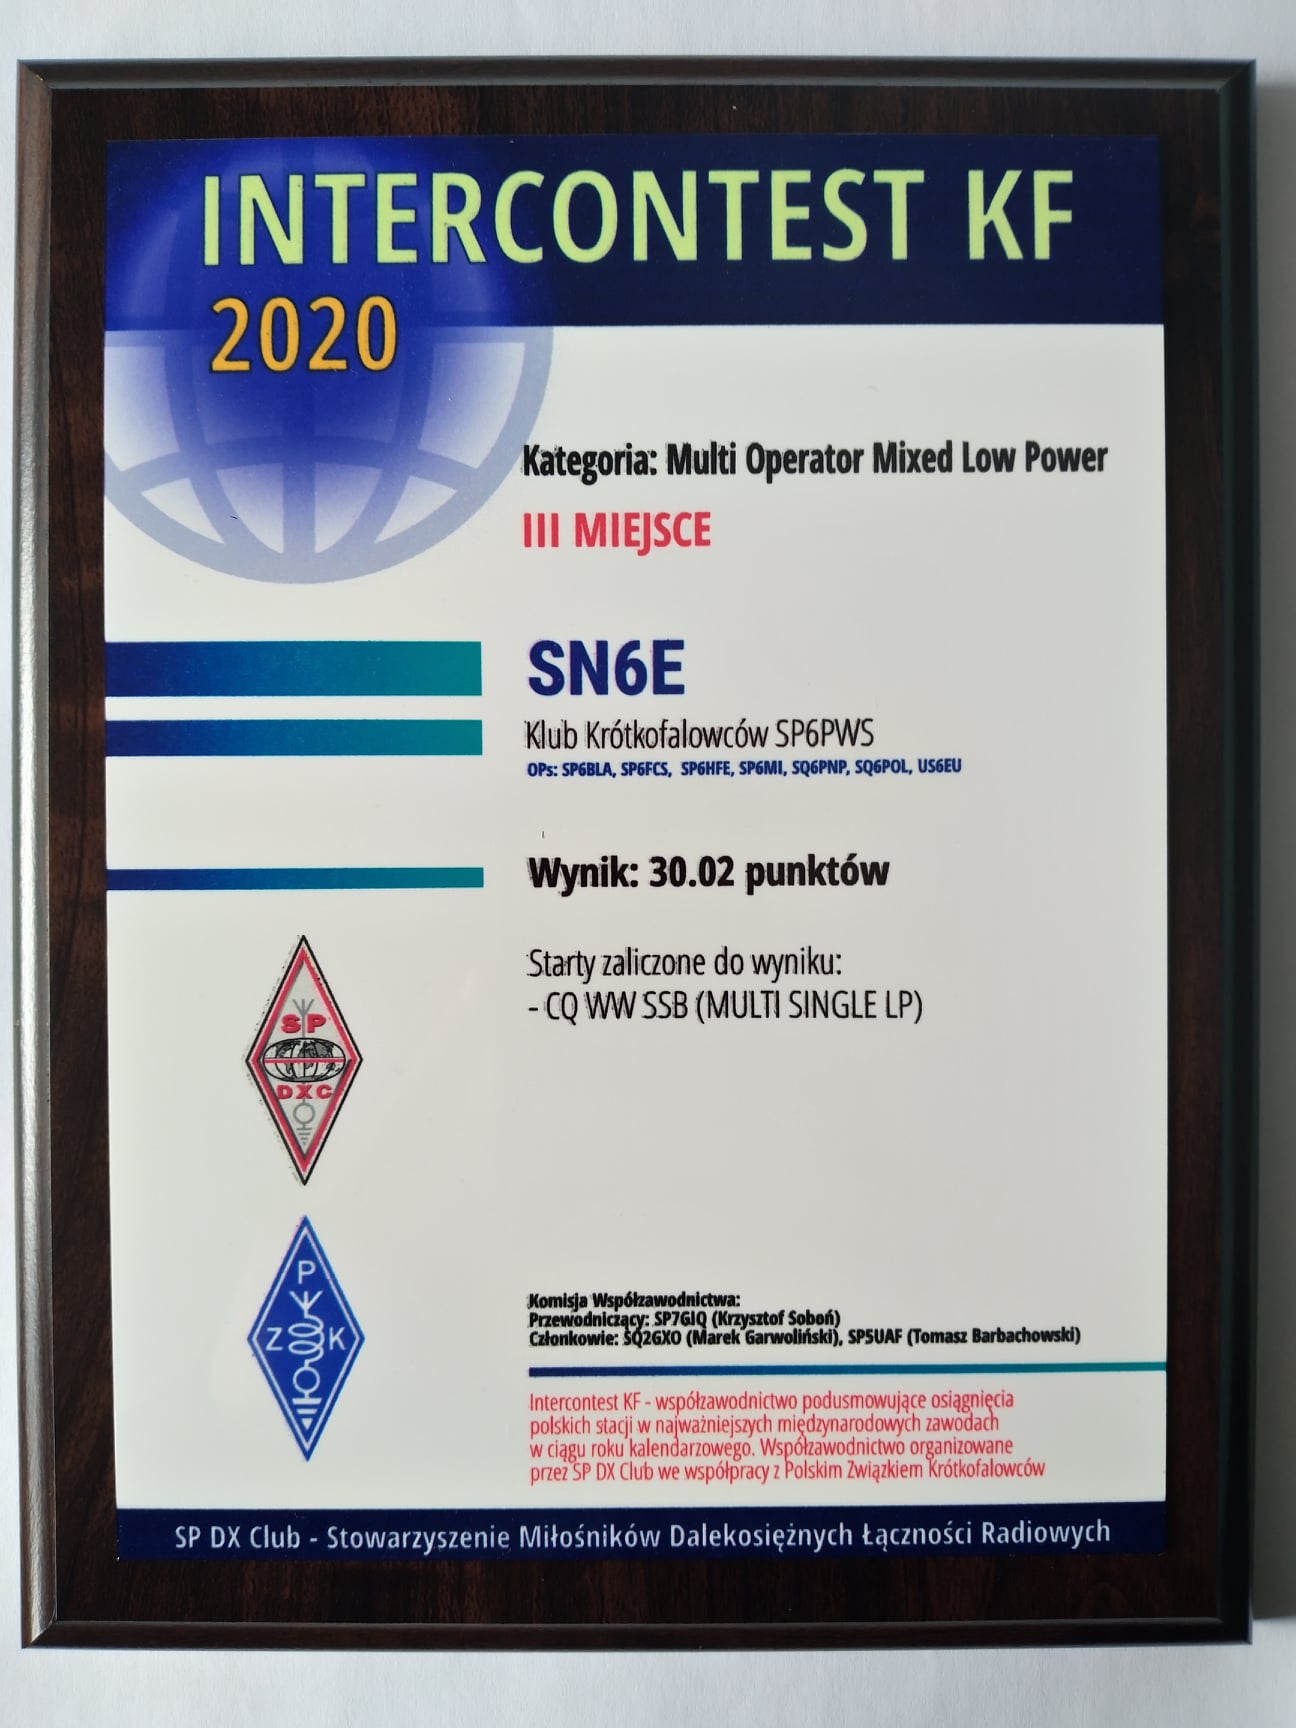 INTERCONTEST KF
2020
Kategoria: Multi Operator Mixed Low Power
III MIEJSCE
SN6E
Klub Krótkofalowców SP6PWS
OPs: SP6BLA, SP6FCS, SP6HFE, SP6MI, SQ6PNP, SQ6POL, US6EU
Wynik: 30.02 punktów
Starty zaliczone do wyniku:
- CQ WW SSB (MULTI SINGLE LP)
SP
DXC
P
Z K
Komisja Współzawodnictwa:
Przewodniczący: SP7GIQ (Krzysztof Soboń)
Członkowie: SQ2GXO (Marek Garwoliński), SP5UAF (Tomasz Barbachowski)
Intercontest KF - współzawodnictwo podusmowujące osiągnięcia
polskich stacji w najważniejszych międzynarodowych zawodach
w ciągu roku kalendarzowego. Współzawodnictwo organizowane
przez SP DX Club we współpracy z Polskim Związkiem Krótkofalowców
SP DX Club - Stowarzyszenie Miłośników Dalekosiężnych Łączności Radiowych